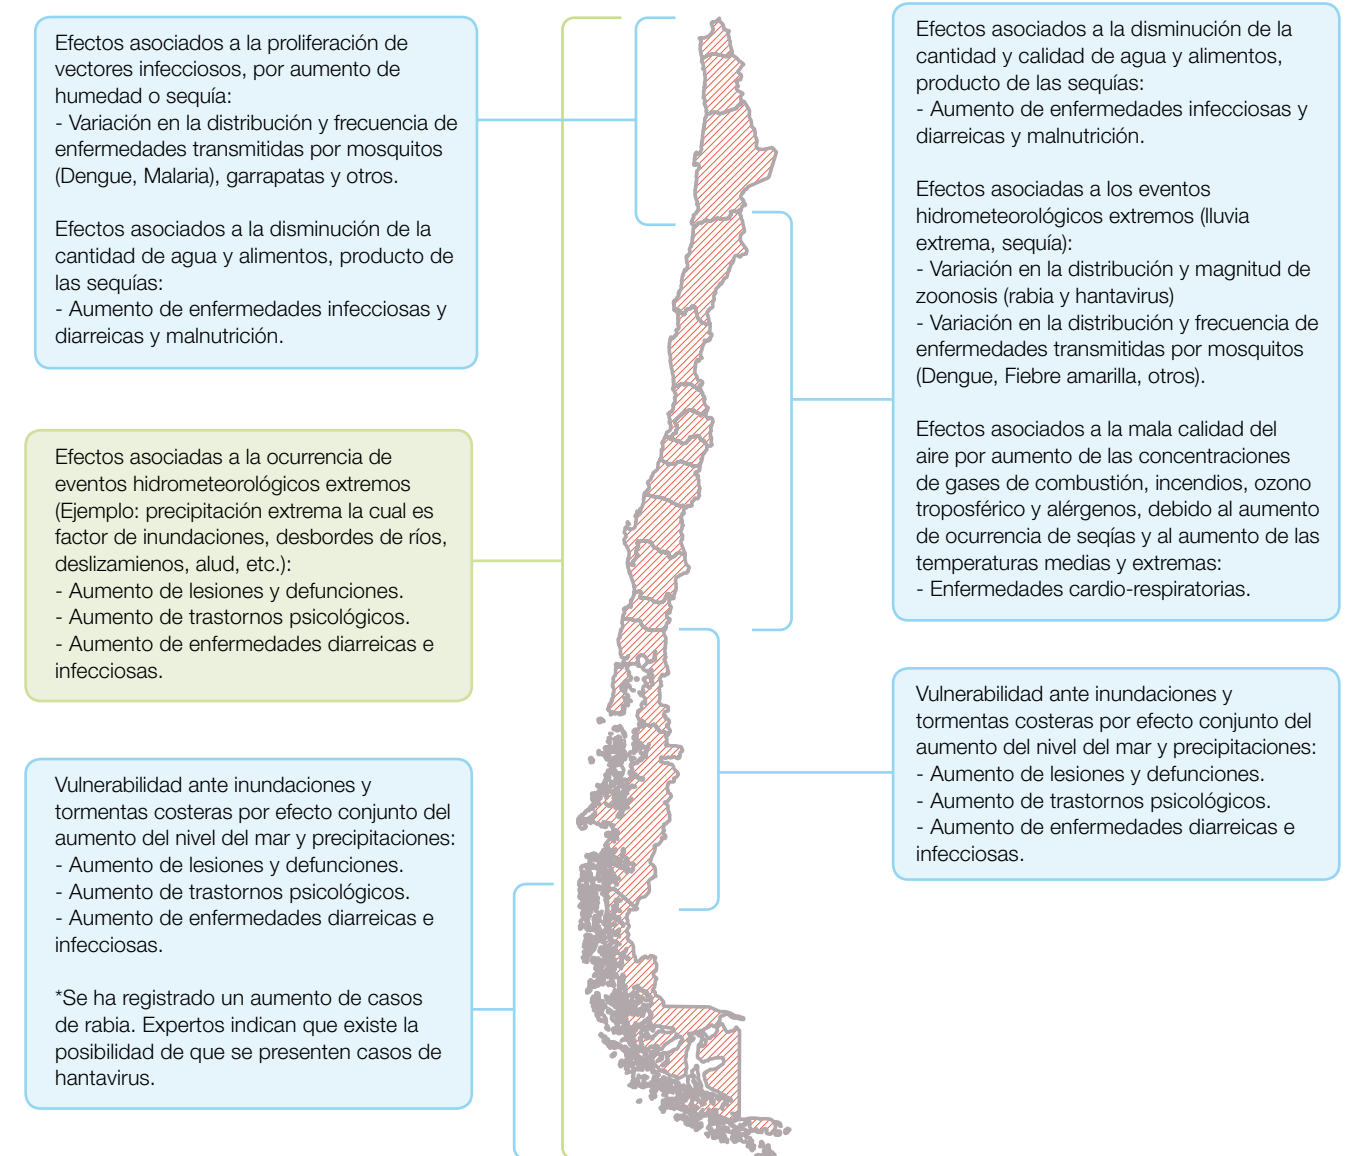 Efectos asociados a la proliferación de
vectores infecciosos, por aumento de
humedad o sequía:
- Variación en la distribución y frecuencia de
enfermedades transmitidas por mosquitos
(Dengue, Malaria), garrapatas y otros.
Efectos asociados a la disminución de la
cantidad de agua y alimentos, producto de
las sequías:
- Aumento de enfermedades infecciosas y
diarreicas y malnutrición.
Efectos asociadas a la ocurrencia de
eventos hidrometeorológicos extremos
(Ejemplo: precipitación extrema la cual es
factor de inundaciones, desbordes de ríos,
deslizamienos, alud, etc.):
- Aumento de lesiones y defunciones.
- Aumento de trastornos psicológicos.
- Aumento de enfermedades diarreicas e
infecciosas.
Vulnerabilidad ante inundaciones y
tormentas costeras por efecto conjunto del
aumento del nivel del mar y precipitaciones:
- Aumento de lesiones y defunciones.
- Aumento de trastornos psicológicos.
- Aumento de enfermedades diarreicas e
infecciosas.
*Se ha registrado un aumento de casos
de rabia. Expertos indican que existe la
posibilidad de que se presenten casos de
hantavirus.
Efectos asociados a la disminución de la
cantidad y calidad de agua y alimentos,
producto de las sequías:
- Aumento de enfermedades infecciosas y
diarreicas y malnutrición.
Efectos asociadas a los eventos
hidrometeorológicos extremos (lluvia
extrema, sequía):
- Variación en la distribución y magnitud de
zoonosis (rabia y hantavirus)
- Variación en la distribución y frecuencia de
enfermedades transmitidas por mosquitos
(Dengue, Fiebre amarilla, otros).
Efectos asociados a la mala calidad del
aire por aumento de las concentraciones
de gases de combustión, incendios, ozono
troposférico y alérgenos, debido al aumento
de ocurrencia de seqías y al aumento de las
temperaturas medias y extremas:
- Enfermedades cardio-respiratorias.
Vulnerabilidad ante inundaciones y
tormentas costeras por efecto conjunto del
aumento del nivel del mar y precipitaciones:
- Aumento de lesiones y defunciones.
- Aumento de trastornos psicológicos.
- Aumento de enfermedades diarreicas e
infecciosas.